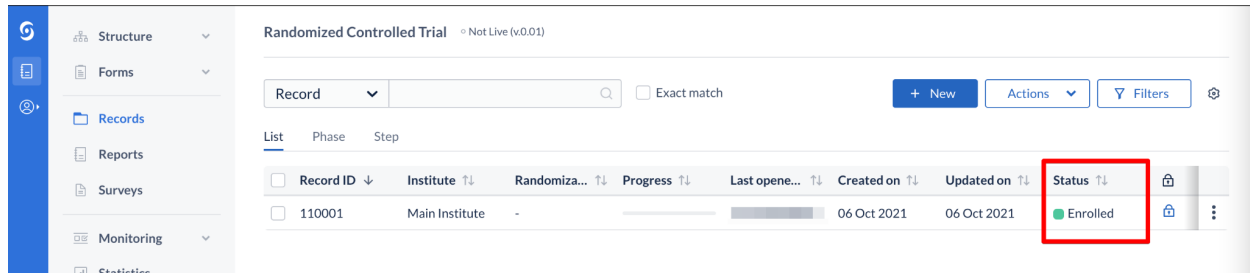 Structure
Forms
Records
Reports
Surveys
Monitoring
Statistics
Randomized Controlled Trial Not Live (v.0.01)
Record Exact match + New Actions Filters
List Phase Step
Record ID Institute Randomiza... Progress Last opene... Created on Updated on Status
110001 Main Institute - 06 Oct 2021 06 Oct 2021 Enrolled